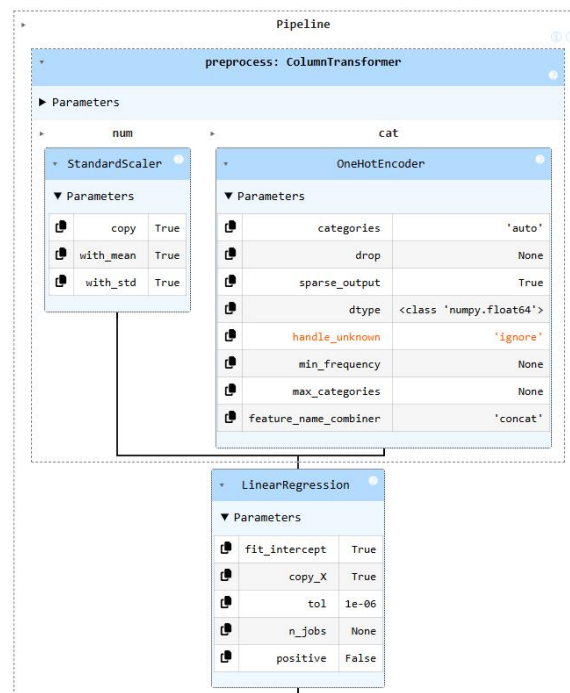 Pipeline
preprocess: ColumnTransformer
Parameters
num
cat
StandardScaler
Parameters
copy True
with_mean True
with_std True
OneHotEncoder
Parameters
categories 'auto'
drop None
sparse_output True
dtype <class 'numpy.float64'>
handle_unknown 'ignore'
min_frequency None
max_categories None
feature_name_combiner 'concat'
LinearRegression
Parameters
fit_intercept True
copy_X True
tol 1e-06
n_jobs None
positive False